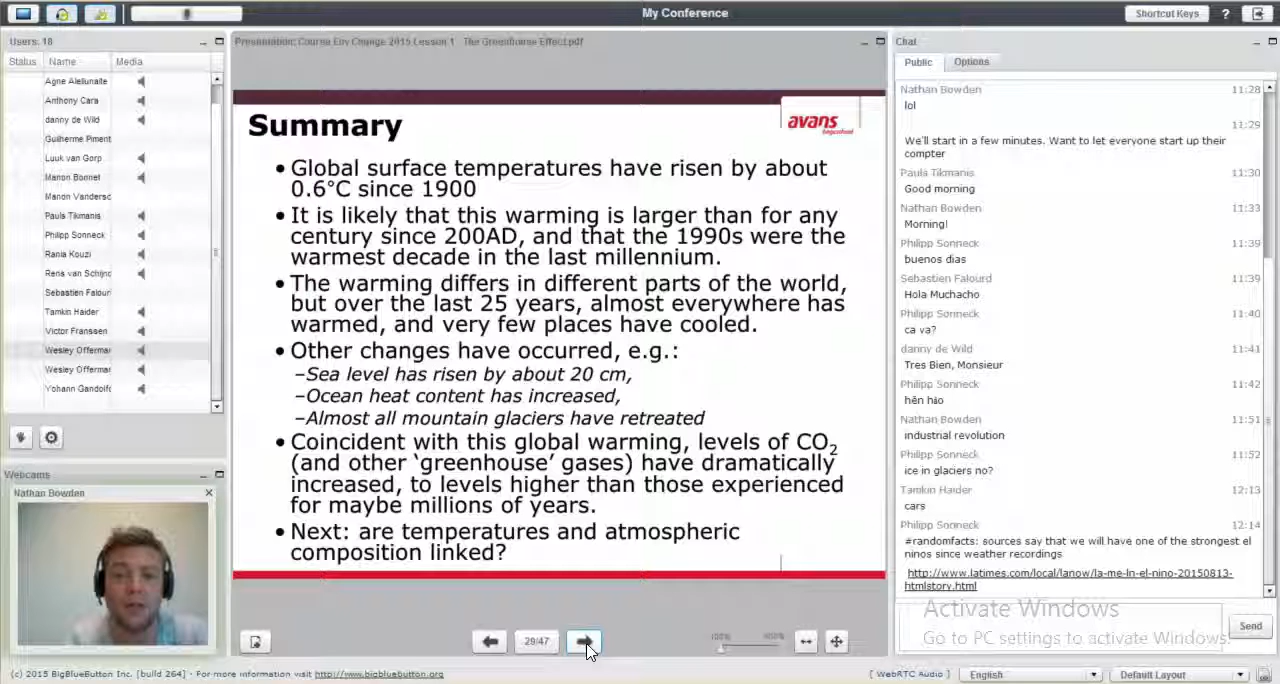 My Conference
Shortcut Keys
?
Users: 18
Status Name Media
Agne Aleliunaite
Anthony Cara
danny de Wild
Guilherme Piment
Luuk van Gorp
Manon Bonnet
Manon Vandersc
Pauls Tikmanis
Philipp Sonneck
Rania Kouzi
Rens van Schijnd
Sebastien Falour
Tamkin Haider
Victor Franssen
Wesley Offerman
Wesley Offerman
Yohann Gandolfo
Webcams
Nathan Bowden
Presentation: Course Env Change 2015 Lesson 1 The Greenhouse Effect.pdf
Summary
avans
hogeschool
• Global surface temperatures have risen by about
0.6°C since 1900
• It is likely that this warming is larger than for any
century since 200AD, and that the 1990s were the
warmest decade in the last millennium.
• The warming differs in different parts of the world,
but over the last 25 years, almost everywhere has
warmed, and very few places have cooled.
• Other changes have occurred, e.g.:
–Sea level has risen by about 20 cm,
–Ocean heat content has increased,
–Almost all mountain glaciers have retreated
• Coincident with this global warming, levels of CO2
(and other ‘greenhouse’ gases) have dramatically
increased, to levels higher than those experienced
for maybe millions of years.
• Next: are temperatures and atmospheric
composition linked?
29/47
100%
Chat
Public Options
Nathan Bowden 11:28
lol
11:29
We'll start in a few minutes. Want to let everyone start up their
compter
Paula Tikmanis 11:30
Good morning
Nathan Bowden 11:33
Morning!
Philipp Sonneck 11:39
buenos dias
Sebastien Falourd 11:39
Hola Muchacho
Philipp Sonneck 11:40
ca va?
danny de Wild 11:41
Tres Bien, Monsieur
Philipp Sonneck 11:42
hěn hǎo
Nathan Bowden 11:51
industrial revolution
Philipp Sonneck 11:52
ice in glaciers no?
Tamkin Haider 12:13
cars
Philipp Sonneck 12:14
#randomfacts: sources say that we will have one of the strongest el
ninos since weather recordings
http://www.latimes.com/local/lanow/la-me-ln-el-nino-20150813-
htmlstory.html
Activate Windows
Go to PC settings to activate Windows.
Send
(c) 2015 BigBlueButton Inc. [build 264] - For more information visit http://www.bigbluebutton.org
[ WebRTC Audio ] English Default Layout